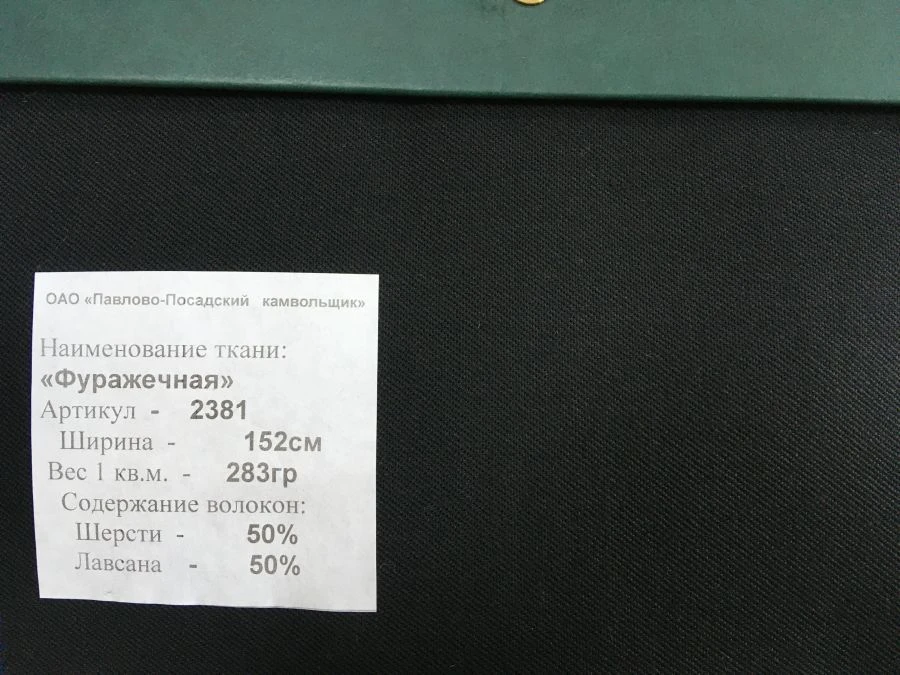 ОАО «Павлово-Посадский камвольщик»
Наименование ткани:
«Фуражечная»
Артикул - 2381
Ширина - 152см
Вес 1 кв.м. - 283гр
Содержание волокон:
Шерсти - 50%
Лавсана - 50%